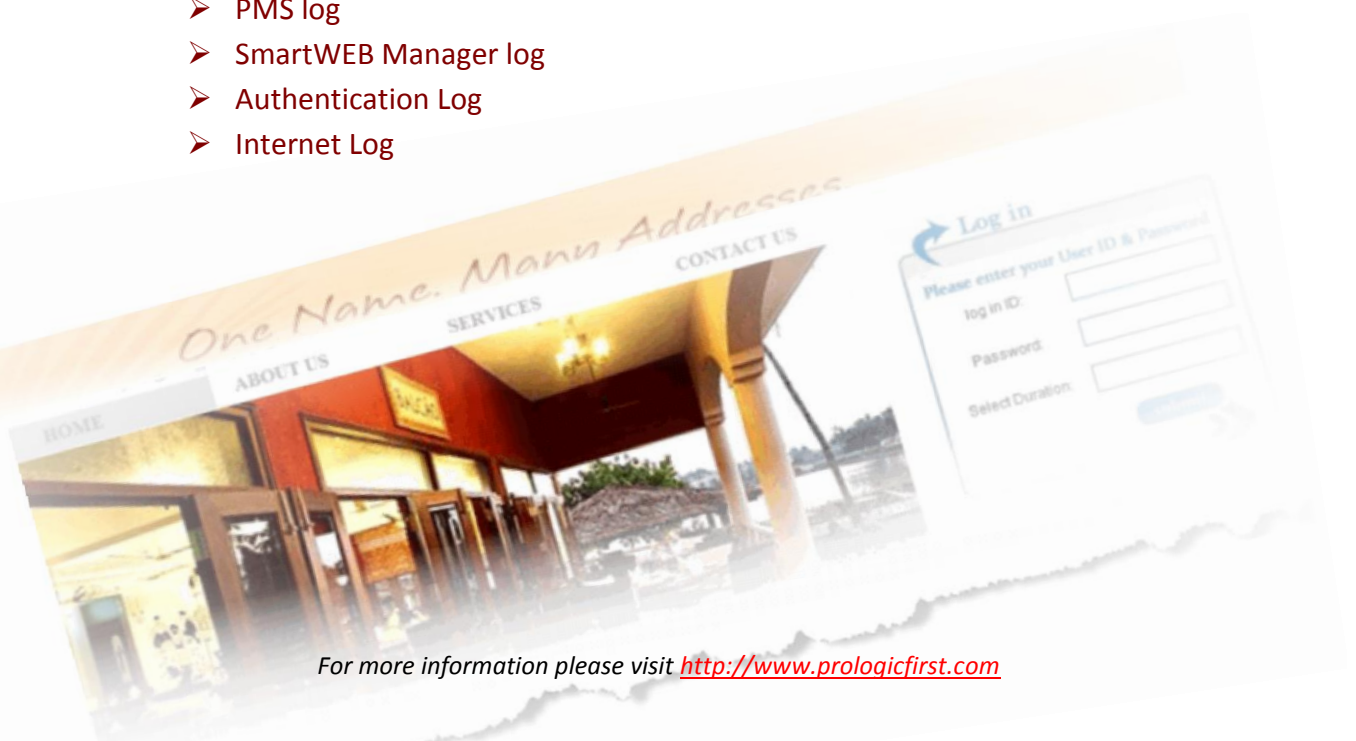 PMS log
SmartWEB Manager log
Authentication Log
Internet Log
One Name. Many Addresses.
HOME
ABOUT US
SERVICES
CONTACT US
Log in
Please enter your User ID & Password
log in ID:
Password:
Select Duration:
For more information please visit http://www.prologicfirst.com